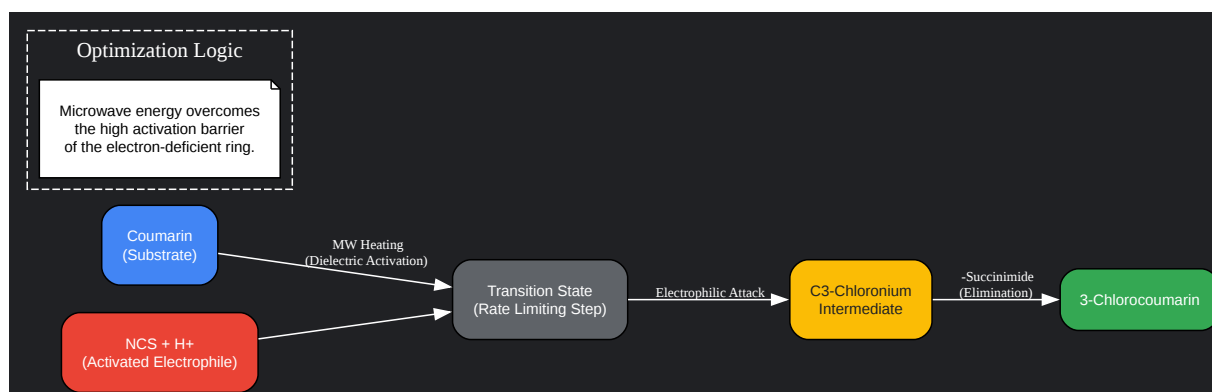 Optimization Logic
Microwave energy overcomes
the high activation barrier
of the electron-deficient ring.
Coumarin
(Substrate)
MW Heating
(Dielectric Activation)
NCS + H+
(Activated Electrophile)
Transition State
(Rate Limiting Step)
Electrophilic Attack
C3-Chloronium
Intermediate
-Succinimide
(Elimination)
3-Chlorocoumarin